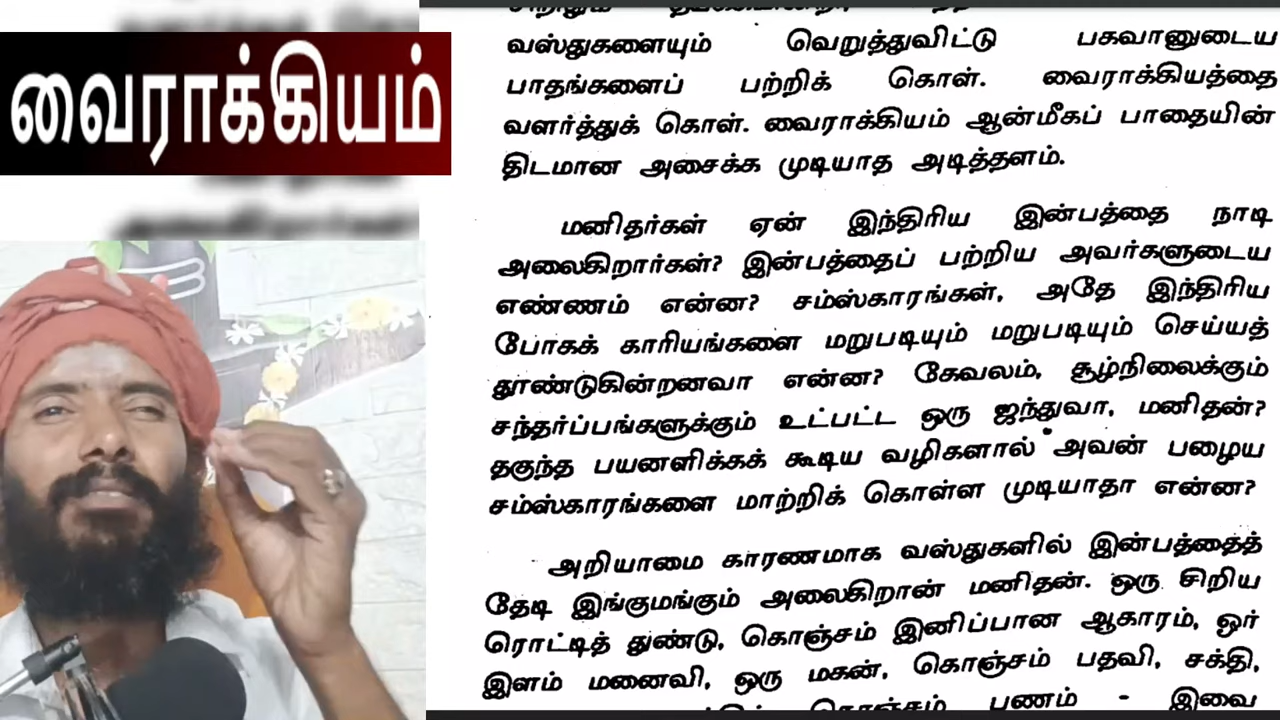 வைராக்கியம்
வஸ்துகளையும் வெறுத்துவிட்டு பகவானுடைய
பாதங்களைப் பற்றிக் கொள். வைராக்கியத்தை
வளர்த்துக் கொள். வைராக்கியம் ஆன்மீகப் பாதையின்
திடமான அசைக்க முடியாத அடித்தளம்.
மனிதர்கள் ஏன் இந்திரிய இன்பத்தை நாடி
அலைகிறார்கள்? இன்பத்தைப் பற்றிய அவர்களுடைய
எண்ணம் என்ன? சம்ஸ்காரங்கள், அதே இந்திரிய
போகக் காரியங்களை மறுபடியும் மறுபடியும் செய்யத்
தூண்டுகின்றனவா என்ன? கேவலம், சூழ்நிலைக்கும்
சந்தர்ப்பங்களுக்கும் உட்பட்ட ஒரு ஜந்துவா, மனிதன்?
தகுந்த பயனளிக்கக் கூடிய வழிகளால் அவன் பழைய
சம்ஸ்காரங்களை மாற்றிக் கொள்ள முடியாதா என்ன?
அறியாமை காரணமாக வஸ்துகளில் இன்பத்தைத்
தேடி இங்குமங்கும் அலைகிறான் மனிதன். ஒரு சிறிய
ரொட்டித் துண்டு, கொஞ்சம் இனிப்பான ஆகாரம், ஓர்
இளம் மனைவி, ஒரு மகன், கொஞ்சம் பதவி, சக்தி,
கொஞ்சம் பணம் - இவை